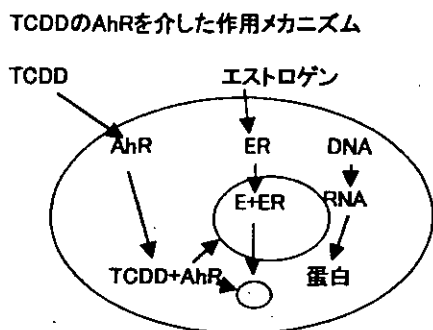 TCDDのAhRを介した作用メカニズム
TCDD エストロゲン
AhR ER DNA
E+ER RNA
TCDD+AhR 蛋白